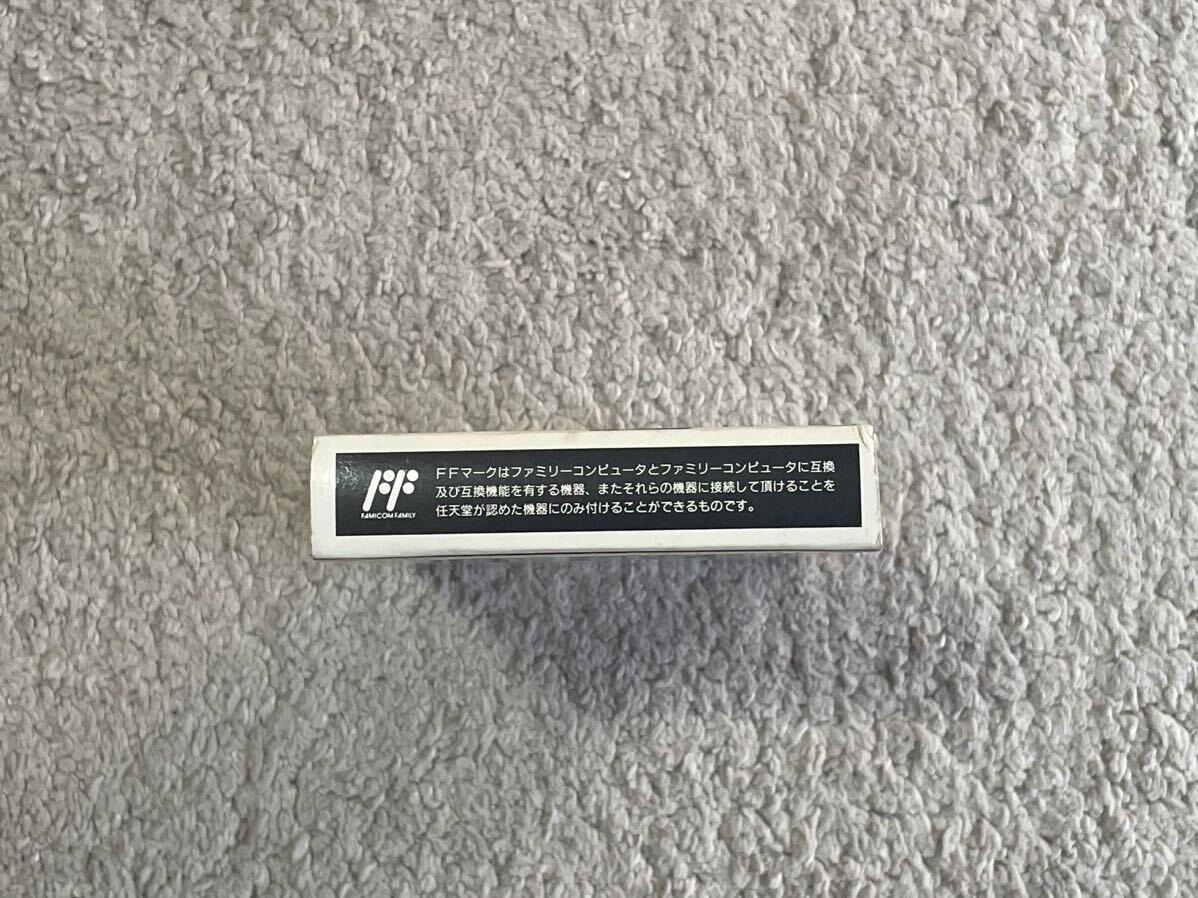 FFマークはファミリーコンピュータとファミリーコンピュータに互換
及び互換機能を有する機器、またそれらの機器に接続して頂けることを
任天堂が認めた機器にのみ付けることができるものです。
FF
FAMICOM FAMILY